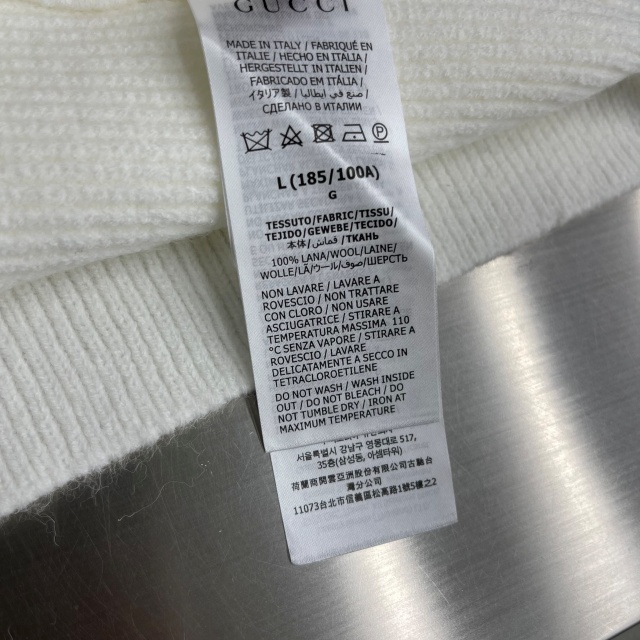 GUCCI
MADE IN ITALY / FABRIQUÉ EN
ITALIE / HECHO EN ITALIA /
HERGESTELLT IN ITALIEN /
FABRICADO EM ITÁLIA /
イタリア製 / صنع في ايطاليا /
СДЕЛАНО В ИТАЛИИ
P
L (185/100A)
G
TESSUTO/FABRIC/TISSU/
TEJIDO/GEWEBE/TECIDO/
本体/قماش/ТКАНЬ
100% LANA/WOOL/LAINE/
WOLLE/LÃ/ウール/صوف/ШЕРСТЬ
NON LAVARE / LAVARE A
ROVESCIO / NON TRATTARE
CON CLORO / NON USARE
ASCIUGATRICE / STIRARE A
TEMPERATURA MASSIMA 110
°C SENZA VAPORE / STIRARE A
ROVESCIO / LAVARE
DELICATAMENTE A SECCO IN
TETRACLOROETILENE
DO NOT WASH / WASH INSIDE
OUT / DO NOT BLEACH / DO
NOT TUMBLE DRY / IRON AT
MAXIMUM TEMPERATURE
서울특별시 강남구 영동대로 517,
35층(삼성동, 아셈타워)
荷蘭商開雲亞洲股份有限公司古馳台
灣分公司
11073台北市信義區松高路1號5樓之2